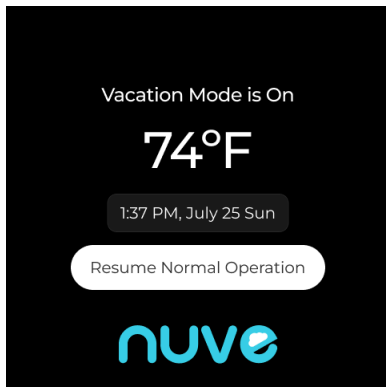 Vacation Mode is On
74°F
1:37 PM, July 25 Sun
Resume Normal Operation
nuve